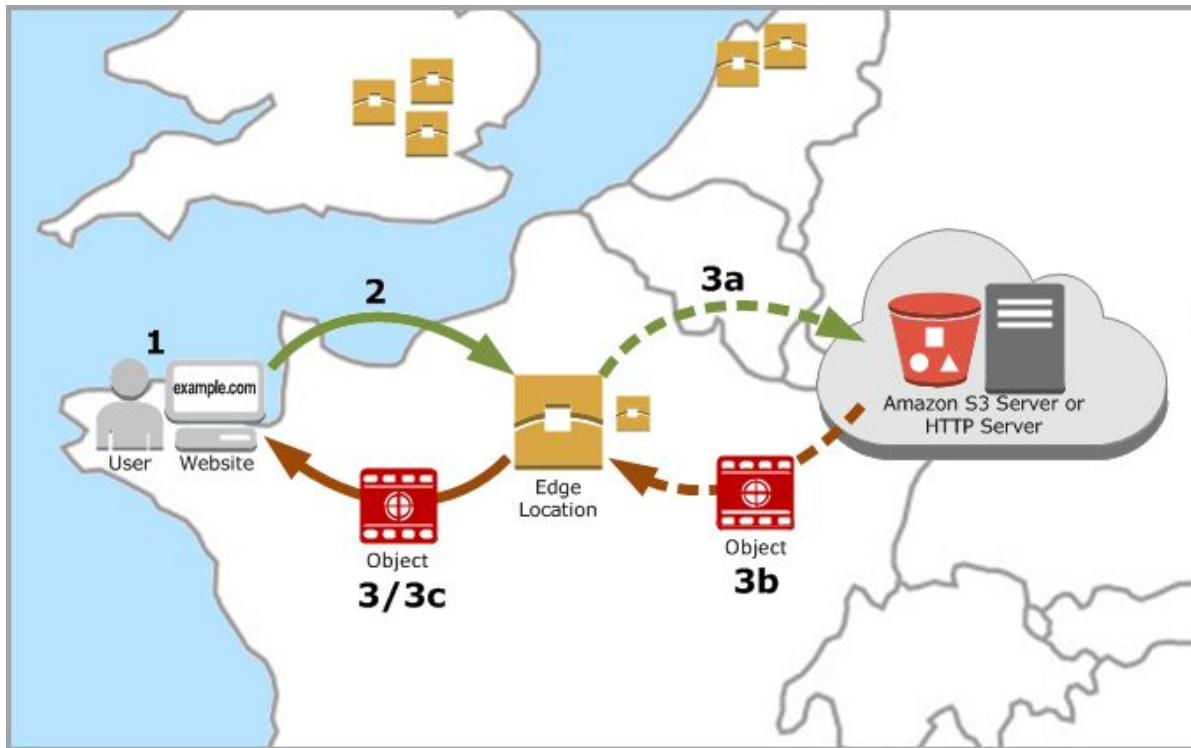 2
3a
1
example.com
User
Website
Edge
Location
Amazon S3 Server or
HTTP Server
Object
3/3c
Object
3b